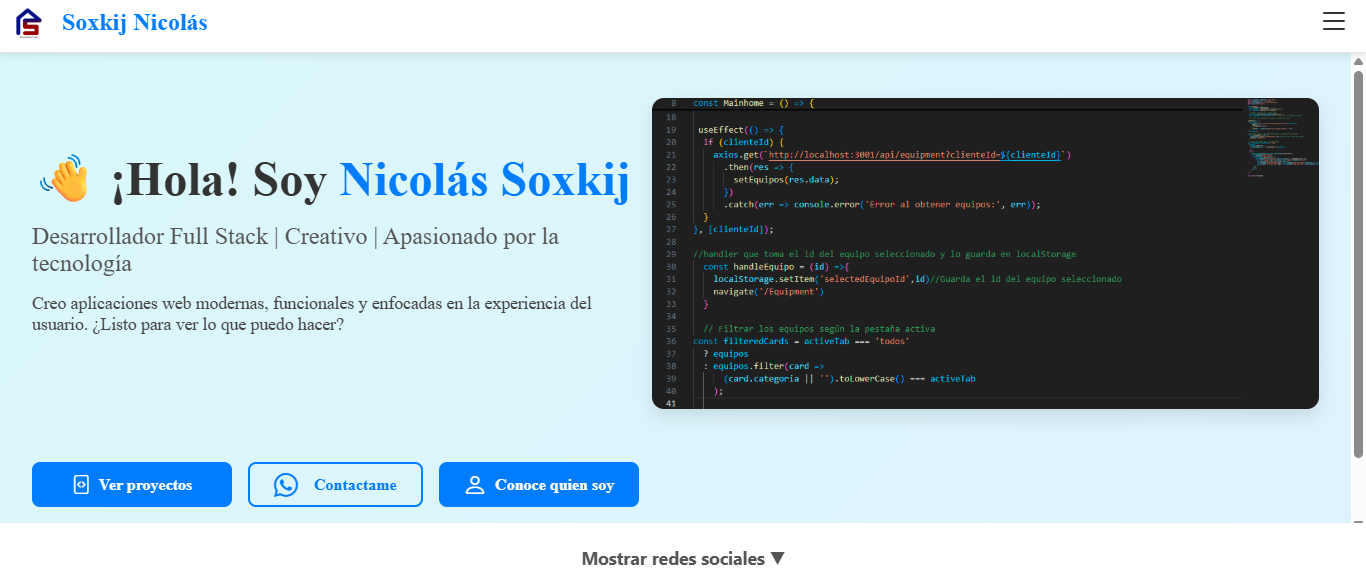 Soxkij Nicolás
¡Hola! Soy Nicolás Soxkij
Desarrollador Full Stack | Creativo | Apasionado por la
tecnología
Creo aplicaciones web modernas, funcionales y enfocadas en la experiencia del
usuario. ¿Listo para ver lo que puedo hacer?
8 const Mainhome = () => {
18
19 useEffect(() => {
20 if (clienteId) {
21 axios.get(`http://localhost:3001/api/equipment?clienteId=${clienteId}`)
22 .then(res => {
23 setEquipos(res.data);
24 })
25 .catch(err => console.error('Error al obtener equipos:', err));
26 }
27 }, [clienteId]);
28
29 //handler que toma el id del equipo seleccionado y lo guarda en localStorage
30 const handleEquipo = (id) =>{
31 localStorage.setItem('selectedEquipoId',id)//Guarda el id del equipo seleccionado
32 navigate('/Equipment')
33 }
34
35 // Filtrar los equipos según la pestaña activa
36 const filteredCards = activeTab === 'todos'
37 ? equipos
38 : equipos.filter(card =>
39 (card.categoria || '').toLowerCase() === activeTab
40 );
41
Ver proyectos
Contactame
Conoce quien soy
Mostrar redes sociales ▼